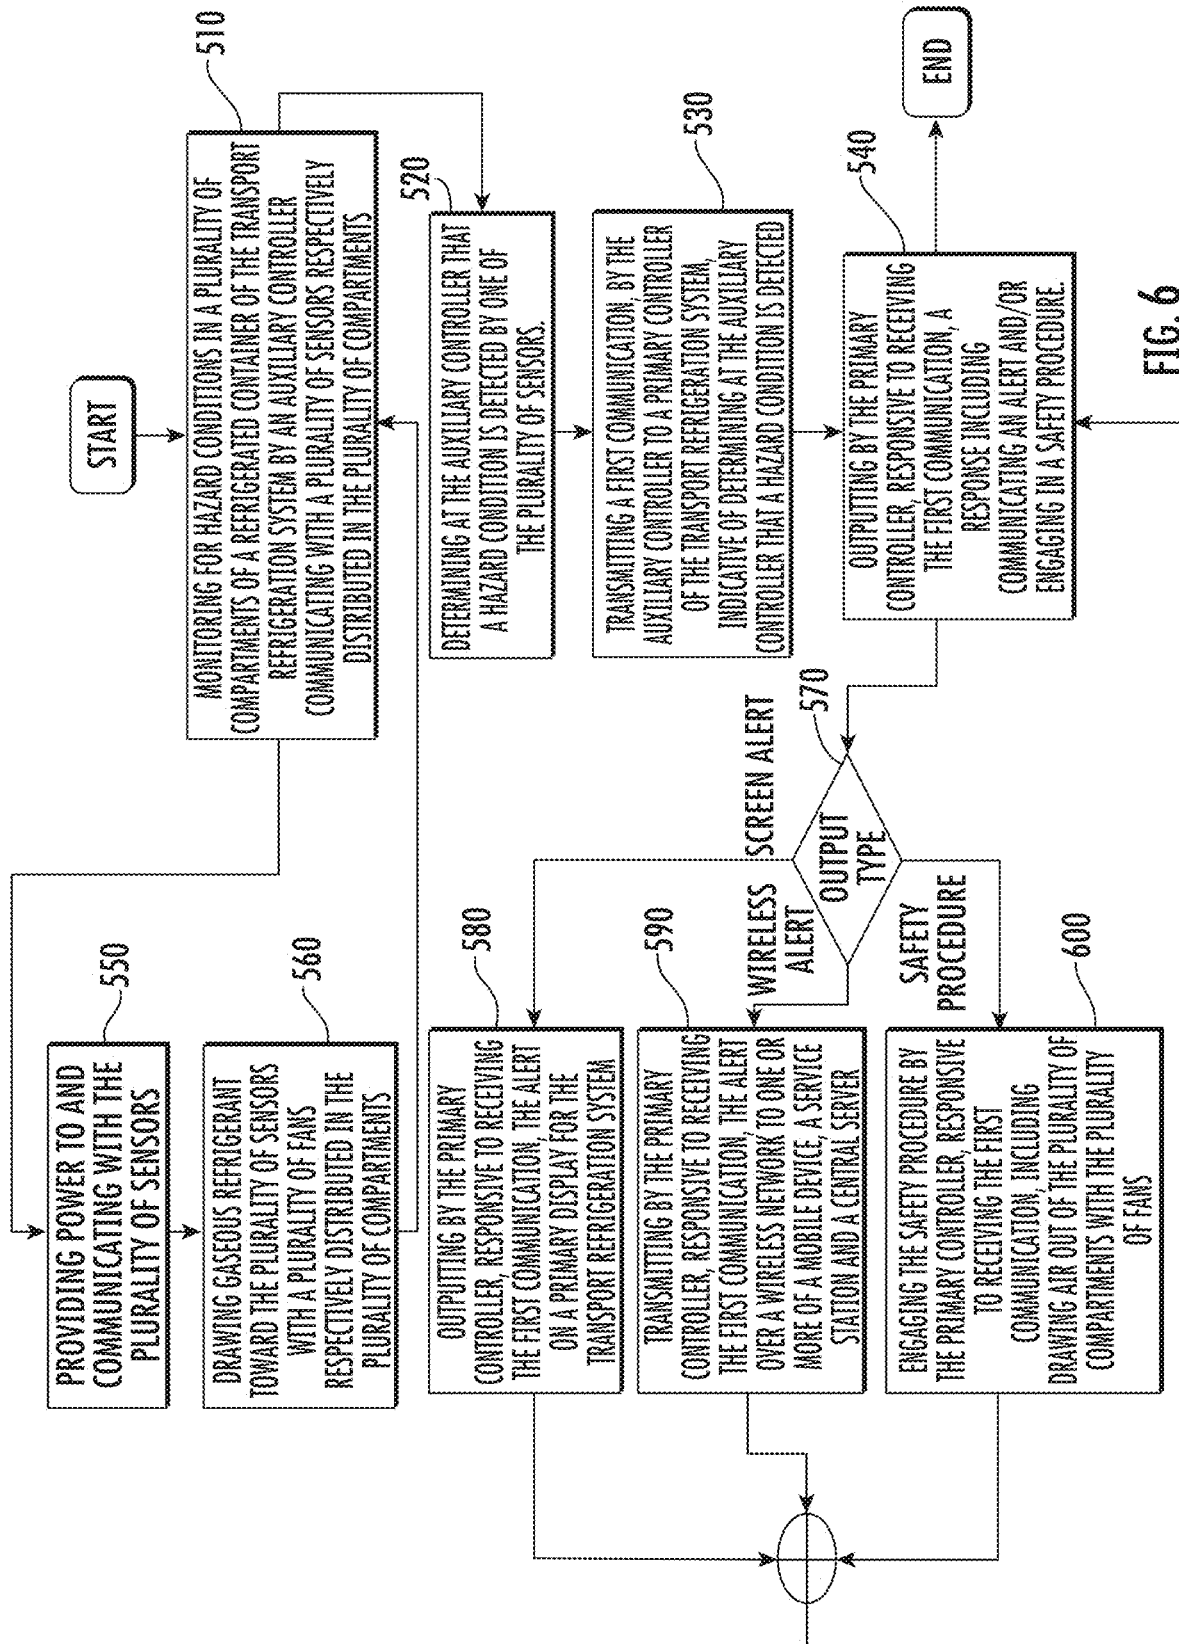 START
510
MONITORING FOR HAZARD CONDITIONS IN A PLURALITY OF
COMPARTMENTS OF A REFRIGERATED CONTAINER OF THE TRANSPORT
REFRIGERATION SYSTEM BY AN AUXILIARY CONTROLLER
COMMUNICATING WITH A PLURALITY OF SENSORS RESPECTIVELY
DISTRIBUTED IN THE PLURALITY OF COMPARTMENTS
550
PROVIDING POWER TO AND
COMMUNICATING WITH THE
PLURALITY OF SENSORS
560
DRAWING GASEOUS REFRIGERANT
TOWARD THE PLURALITY OF SENSORS
WITH A PLURALITY OF FANS
RESPECTIVELY DISTRIBUTED IN THE
PLURALITY OF COMPARTMENTS
520
DETERMINING AT THE AUXILIARY CONTROLLER THAT
A HAZARD CONDITION IS DETECTED BY ONE OF
THE PLURALITY OF SENSORS.
530
TRANSMITTING A FIRST COMMUNICATION, BY THE
AUXILIARY CONTROLLER TO A PRIMARY CONTROLLER
OF THE TRANSPORT REFRIGERATION SYSTEM,
INDICATIVE OF DETERMINING AT THE AUXILIARY
CONTROLLER THAT A HAZARD CONDITION IS DETECTED
540
OUTPUTTING BY THE PRIMARY
CONTROLLER, RESPONSIVE TO RECEIVING
THE FIRST COMMUNICATION, A
RESPONSE INCLUDING
COMMUNICATING AN ALERT AND/OR
ENGAGING IN A SAFETY PROCEDURE.
END
570
OUTPUT
TYPE
SCREEN ALERT
WIRELESS
ALERT
SAFETY
PROCEDURE
580
OUTPUTTING BY THE PRIMARY
CONTROLLER, RESPONSIVE TO RECEIVING
THE FIRST COMMUNICATION, THE ALERT
ON A PRIMARY DISPLAY FOR THE
TRANSPORT REFRIGERATION SYSTEM
590
TRANSMITTING BY THE PRIMARY
CONTROLLER, RESPONSIVE TO RECEIVING
THE FIRST COMMUNICATION, THE ALERT
OVER A WIRELESS NETWORK TO ONE OR
MORE OF A MOBILE DEVICE, A SERVICE
STATION AND A CENTRAL SERVER
600
ENGAGING THE SAFETY PROCEDURE BY
THE PRIMARY CONTROLLER, RESPONSIVE
TO RECEIVING THE FIRST
COMMUNICATION, INCLUDING
DRAWING AIR OUT OF THE PLURALITY OF
COMPARTMENTS WITH THE PLURALITY
OF FANS
FIG. 6